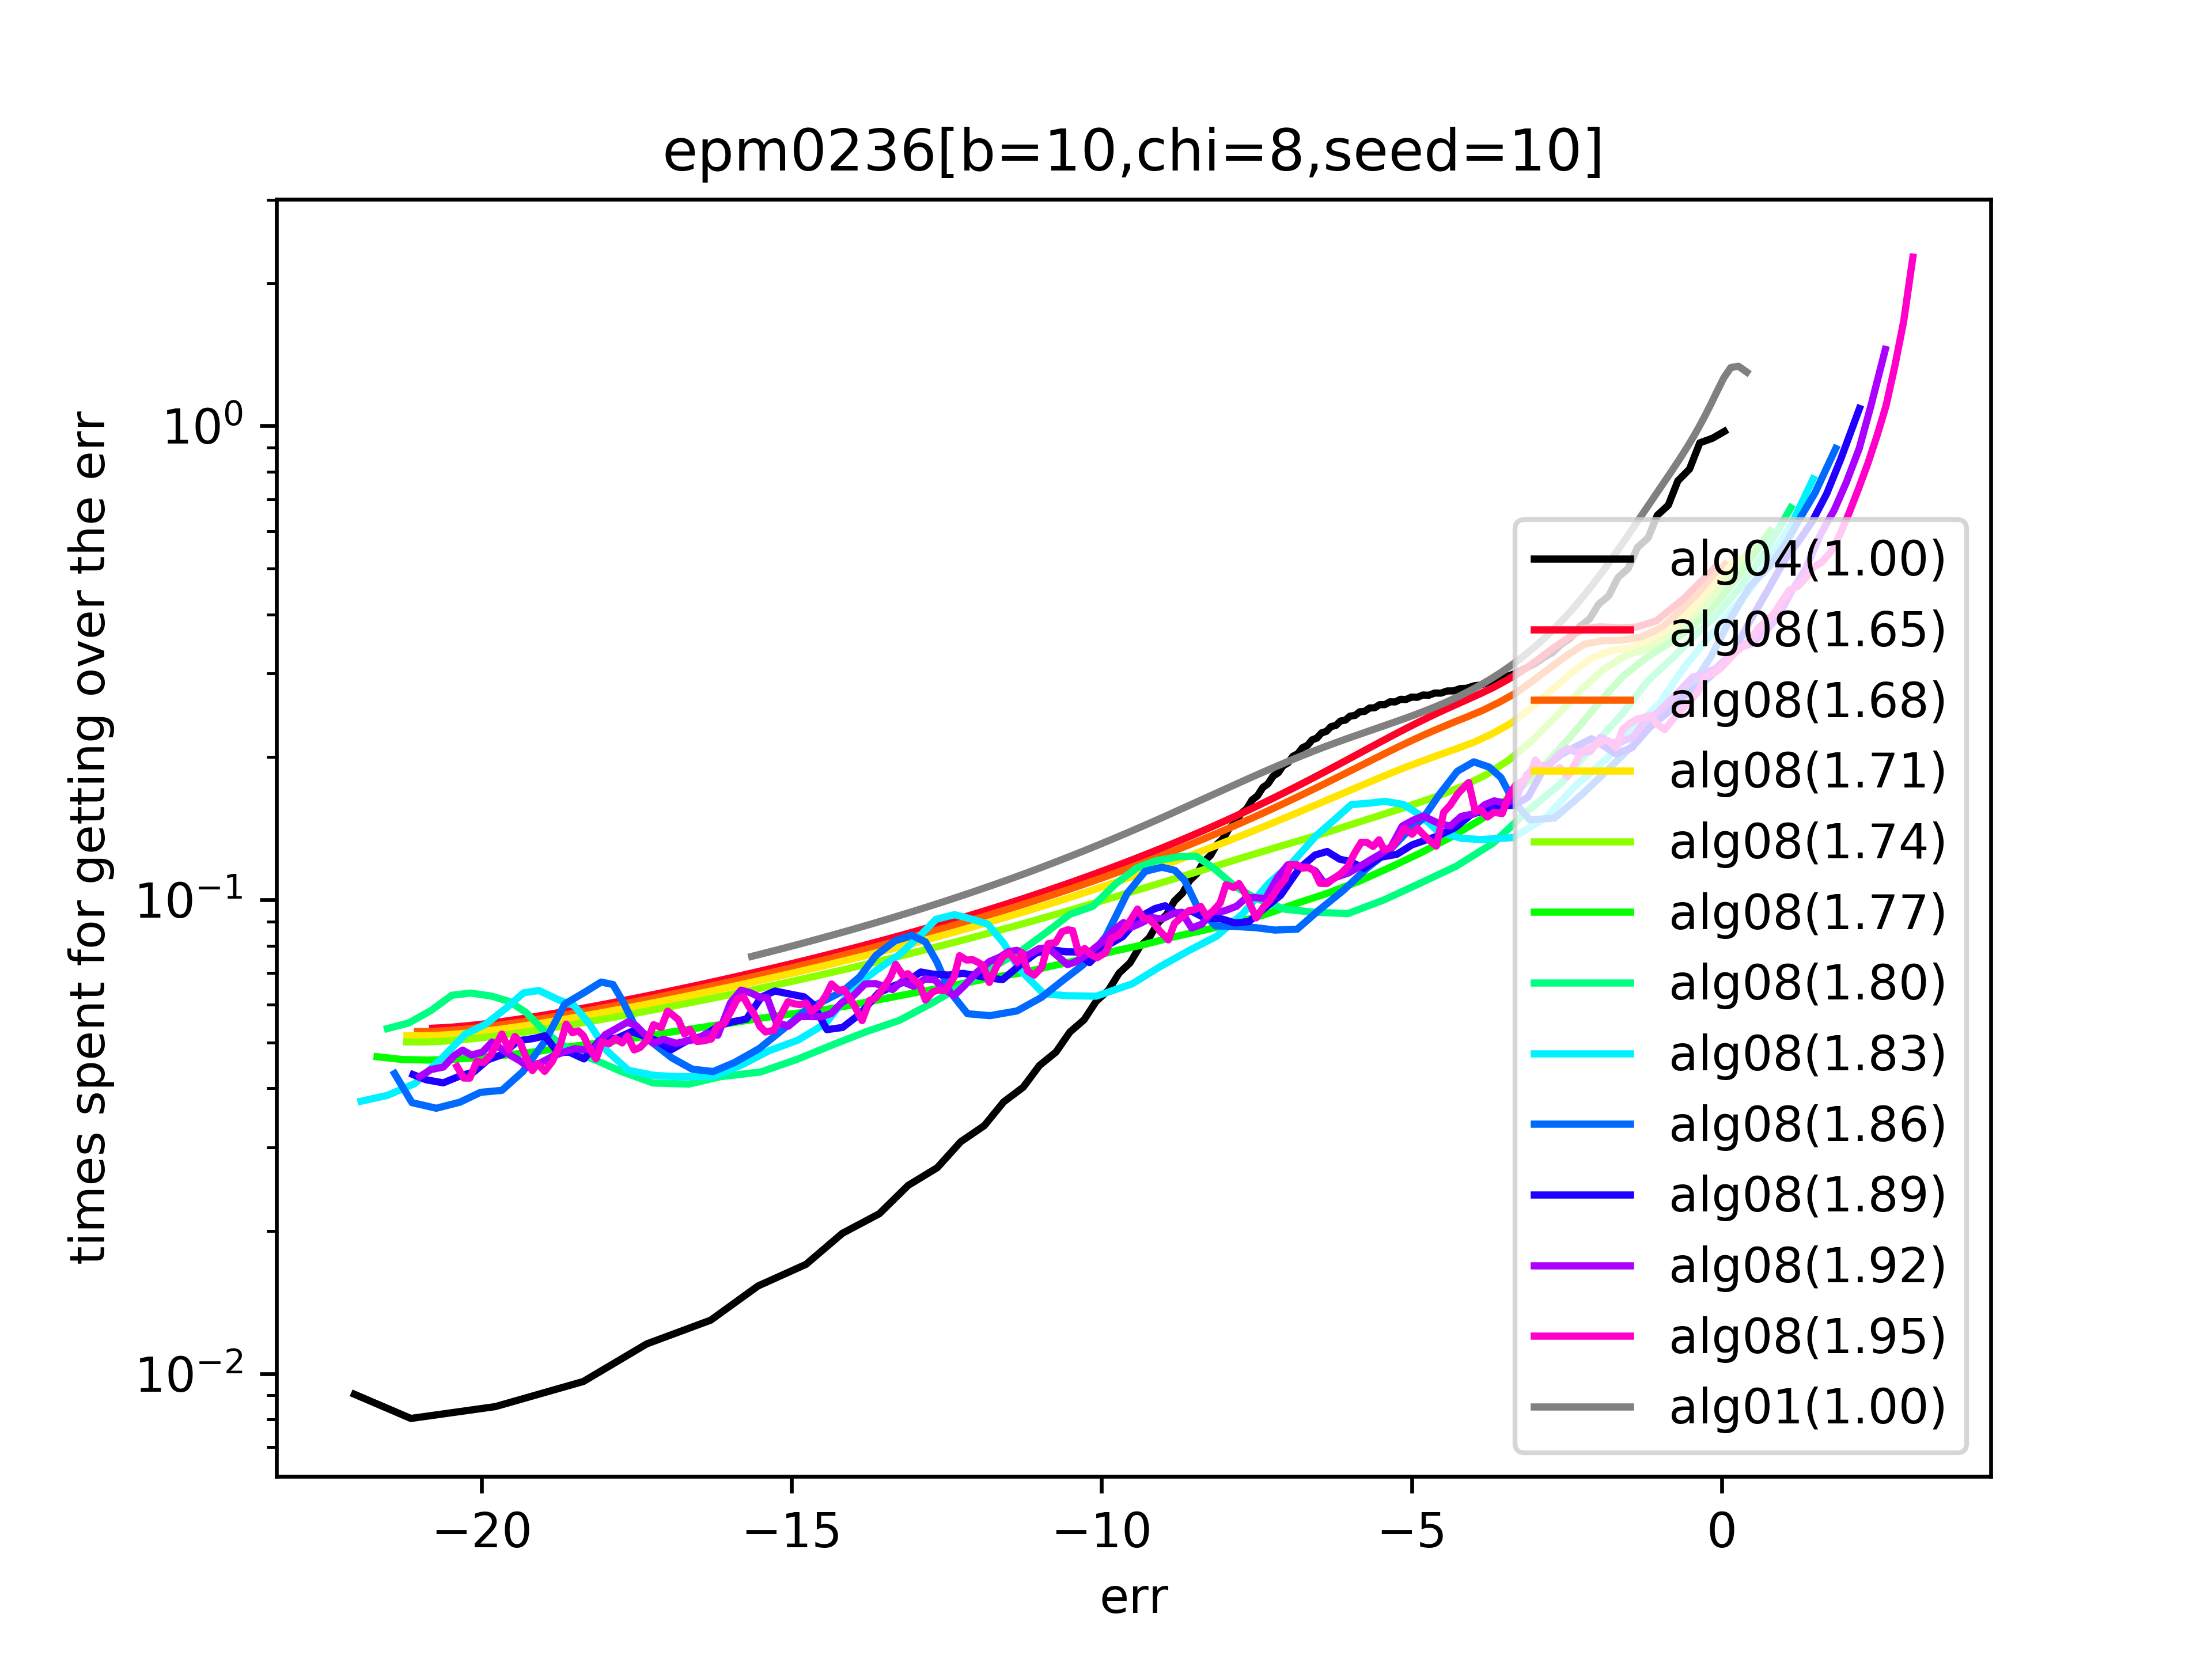 epm0236[b=10,chi=8,seed=10]
times spent for getting over the err
10⁰
10⁻¹
10⁻²
−20
−15
−10
−5
0
err
alg04(1.00)
alg08(1.65)
alg08(1.68)
alg08(1.71)
alg08(1.74)
alg08(1.77)
alg08(1.80)
alg08(1.83)
alg08(1.86)
alg08(1.89)
alg08(1.92)
alg08(1.95)
alg01(1.00)